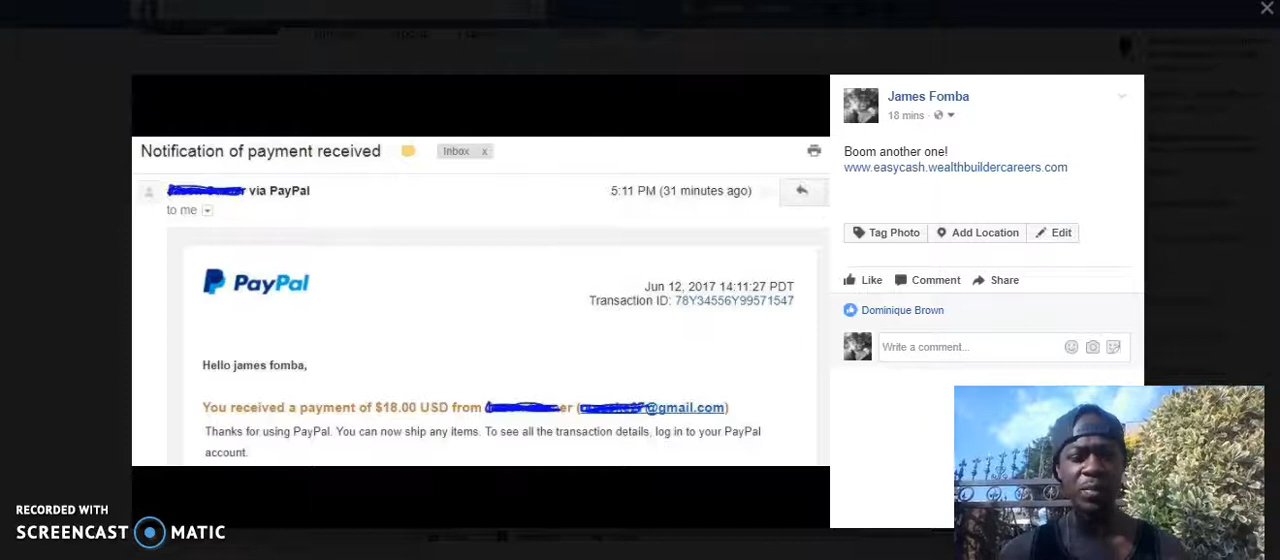 James Fomba
18 mins
Boom another one!
www.easycash.wealthbuildercareers.com
Notification of payment received
Inbox x
via PayPal
5:11 PM (31 minutes ago)
to me
Tag Photo
Add Location
Edit
PayPal
Jun 12, 2017 14:11:27 PDT
Transaction ID: 78Y34556Y99571547
Like
Comment
Share
Dominique Brown
Write a comment...
Hello james fomba,
You received a payment of $18.00 USD from er ( @gmail.com)
Thanks for using PayPal. You can now ship any items. To see all the transaction details, log in to your PayPal
account.
RECORDED WITH
SCREENCAST MATIC